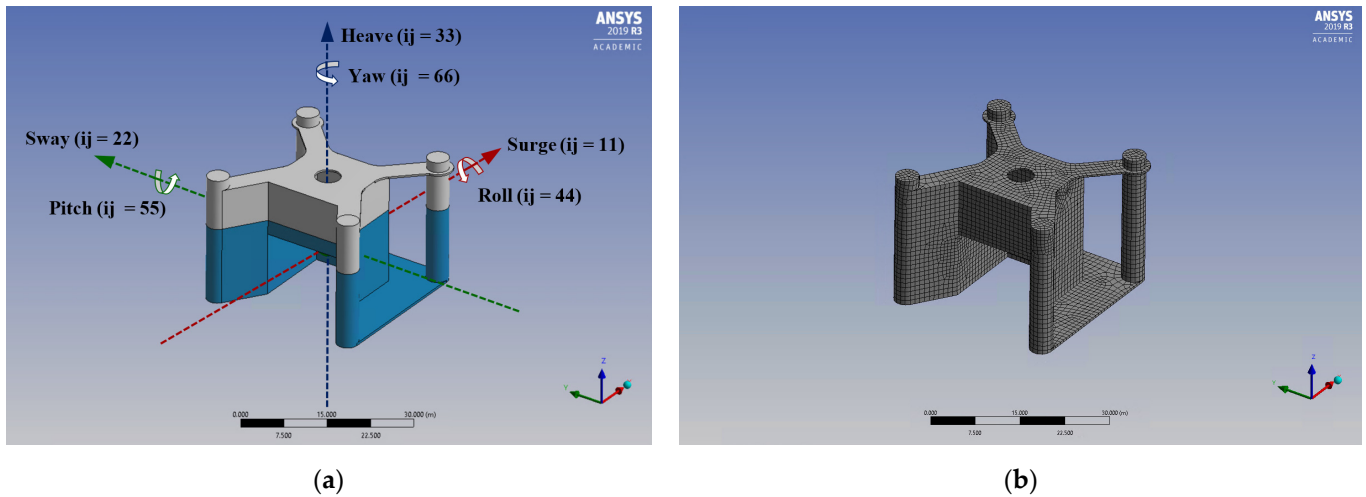 ANSYS
2019 R3
ACADEMIC
Heave (ij = 33)
Yaw (ij = 66)
Sway (ij = 22)
Surge (ij = 11)
Pitch (ij = 55)
Roll (ij = 44)
Z
Y
0.000 15.000 30.000 (m)
7.500 22.500
(a)
ANSYS
2019 R3
ACADEMIC
Z
Y
0.000 15.000 30.000 (m)
7.500 22.500
(b)